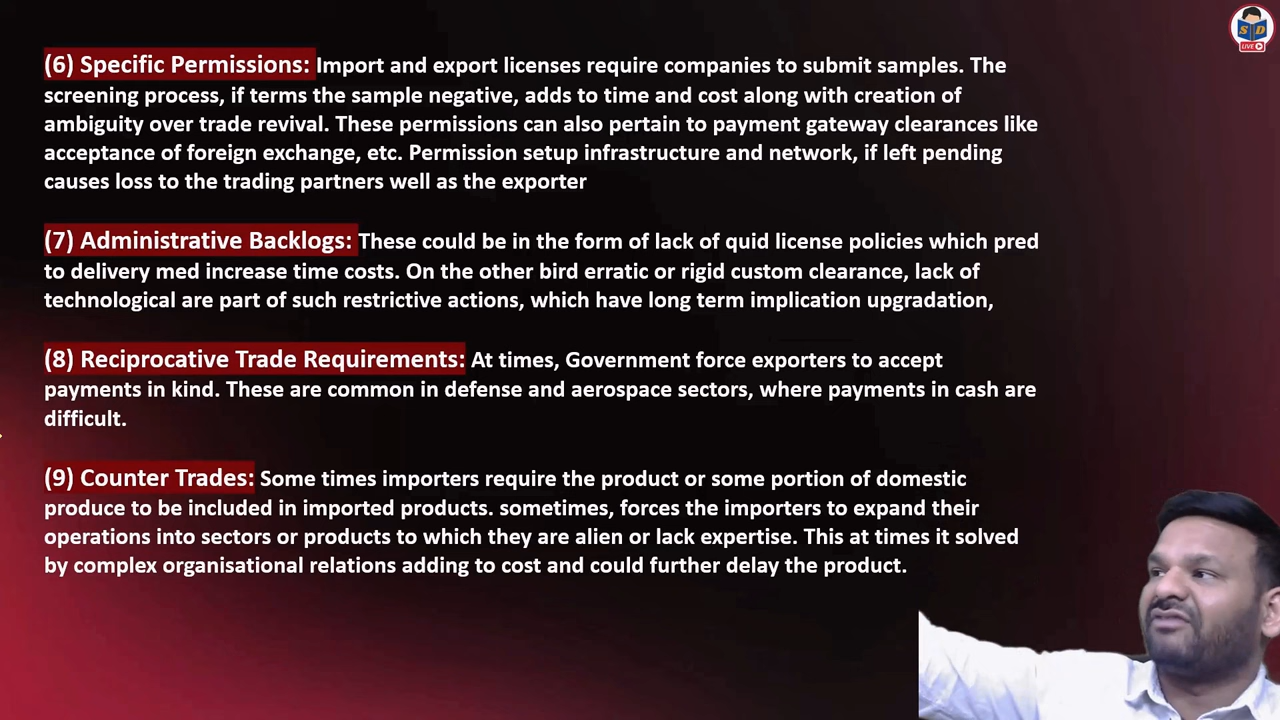 (6) Specific Permissions: Import and export licenses require companies to submit samples. The
screening process, if terms the sample negative, adds to time and cost along with creation of
ambiguity over trade revival. These permissions can also pertain to payment gateway clearances like
acceptance of foreign exchange, etc. Permission setup infrastructure and network, if left pending
causes loss to the trading partners well as the exporter
(7) Administrative Backlogs: These could be in the form of lack of quid license policies which pred
to delivery med increase time costs. On the other bird erratic or rigid custom clearance, lack of
technological are part of such restrictive actions, which have long term implication upgradation,
(8) Reciprocative Trade Requirements: At times, Government force exporters to accept
payments in kind. These are common in defense and aerospace sectors, where payments in cash are
difficult.
(9) Counter Trades: Some times importers require the product or some portion of domestic
produce to be included in imported products. sometimes, forces the importers to expand their
operations into sectors or products to which they are alien or lack expertise. This at times it solved
by complex organisational relations adding to cost and could further delay the product.
S D
LIVE